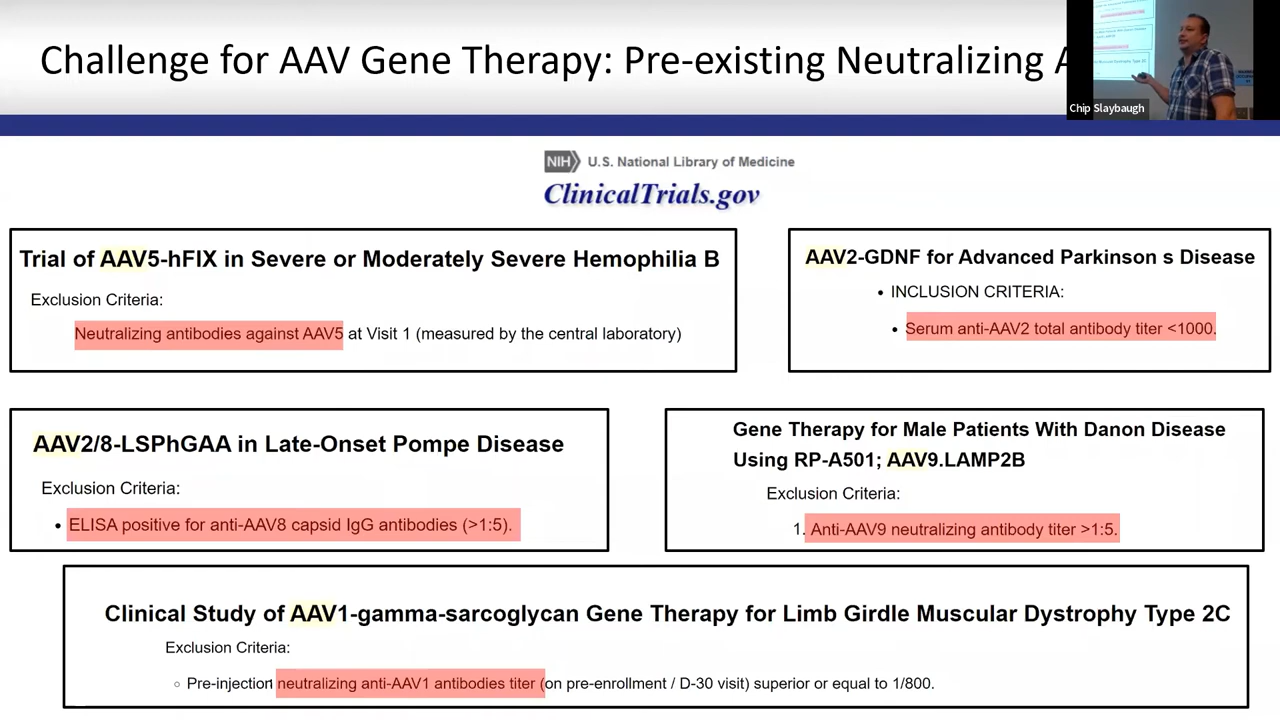 Challenge for AAV Gene Therapy: Pre-existing Neutralizing
Chip Slaybaugh
NIH U.S. National Library of Medicine
ClinicalTrials.gov
Trial of AAV5-hFIX in Severe or Moderately Severe Hemophilia B
Exclusion Criteria:
Neutralizing antibodies against AAV5 at Visit 1 (measured by the central laboratory)
AAV2-GDNF for Advanced Parkinson s Disease
• INCLUSION CRITERIA:
• Serum anti-AAV2 total antibody titer <1000.
AAV2/8-LSPhGAA in Late-Onset Pompe Disease
Exclusion Criteria:
• ELISA positive for anti-AAV8 capsid IgG antibodies (>1:5).
Gene Therapy for Male Patients With Danon Disease
Using RP-A501; AAV9.LAMP2B
Exclusion Criteria:
1. Anti-AAV9 neutralizing antibody titer >1:5.
Clinical Study of AAV1-gamma-sarcoglycan Gene Therapy for Limb Girdle Muscular Dystrophy Type 2C
Exclusion Criteria:
○ Pre-injection neutralizing anti-AAV1 antibodies titer (on pre-enrollment / D-30 visit) superior or equal to 1/800.